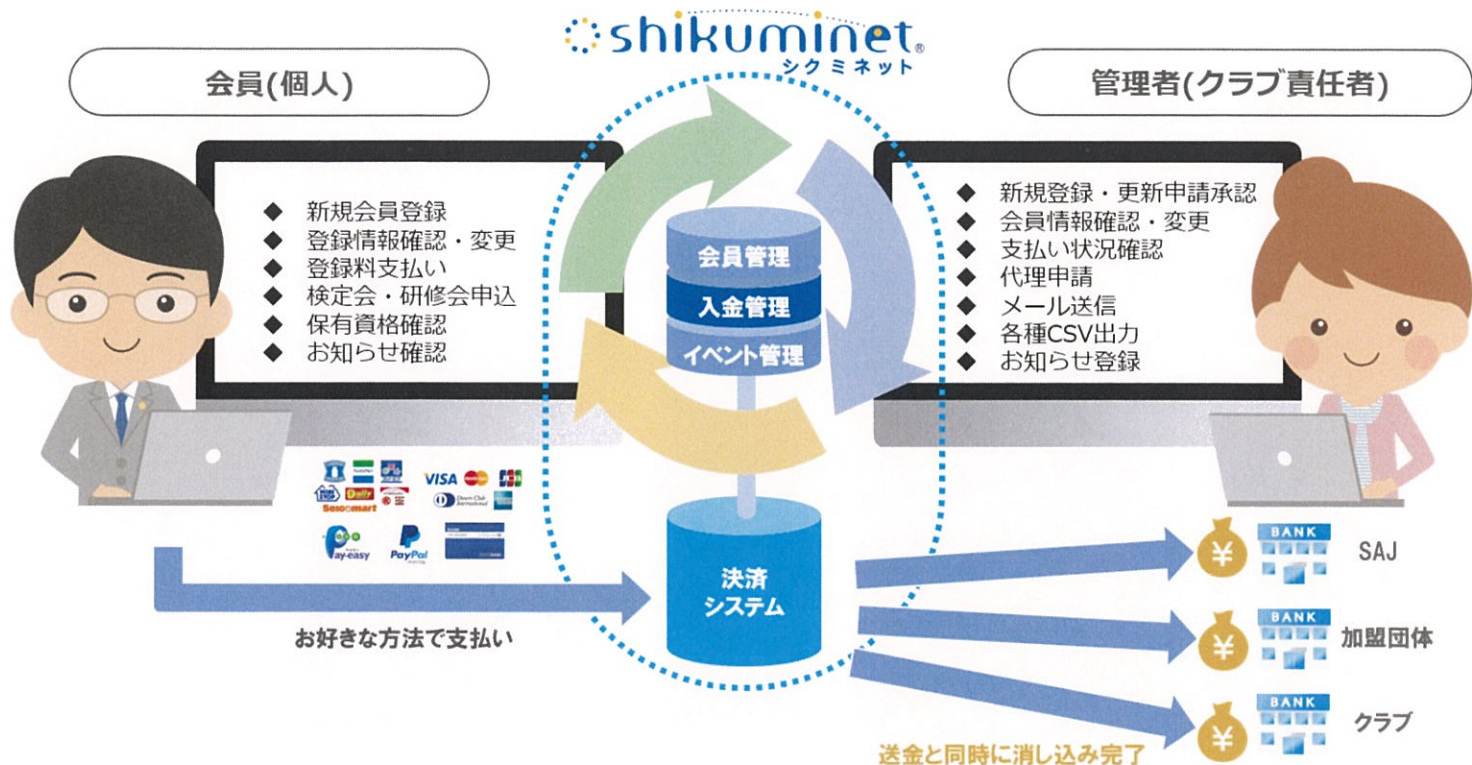 shikuminet®
シクミネット
会員(個人)
管理者(クラブ責任者)
◆ 新規会員登録
◆ 登録情報確認・変更
◆ 登録料支払い
◆ 検定会・研修会申込
◆ 保有資格確認
◆ お知らせ確認
会員管理
入金管理
イベント管理
◆ 新規登録・更新申請承認
◆ 会員情報確認・変更
◆ 支払い状況確認
◆ 代理申請
◆ メール送信
◆ 各種CSV出力
◆ お知らせ登録
VISA
JCB
Daily
Seicomart
Diners Club
International
Pay-easy
PayPal
決済
システム
お好きな方法で支払い
BANK
SAJ
BANK
加盟団体
BANK
クラブ
送金と同時に消し込み完了